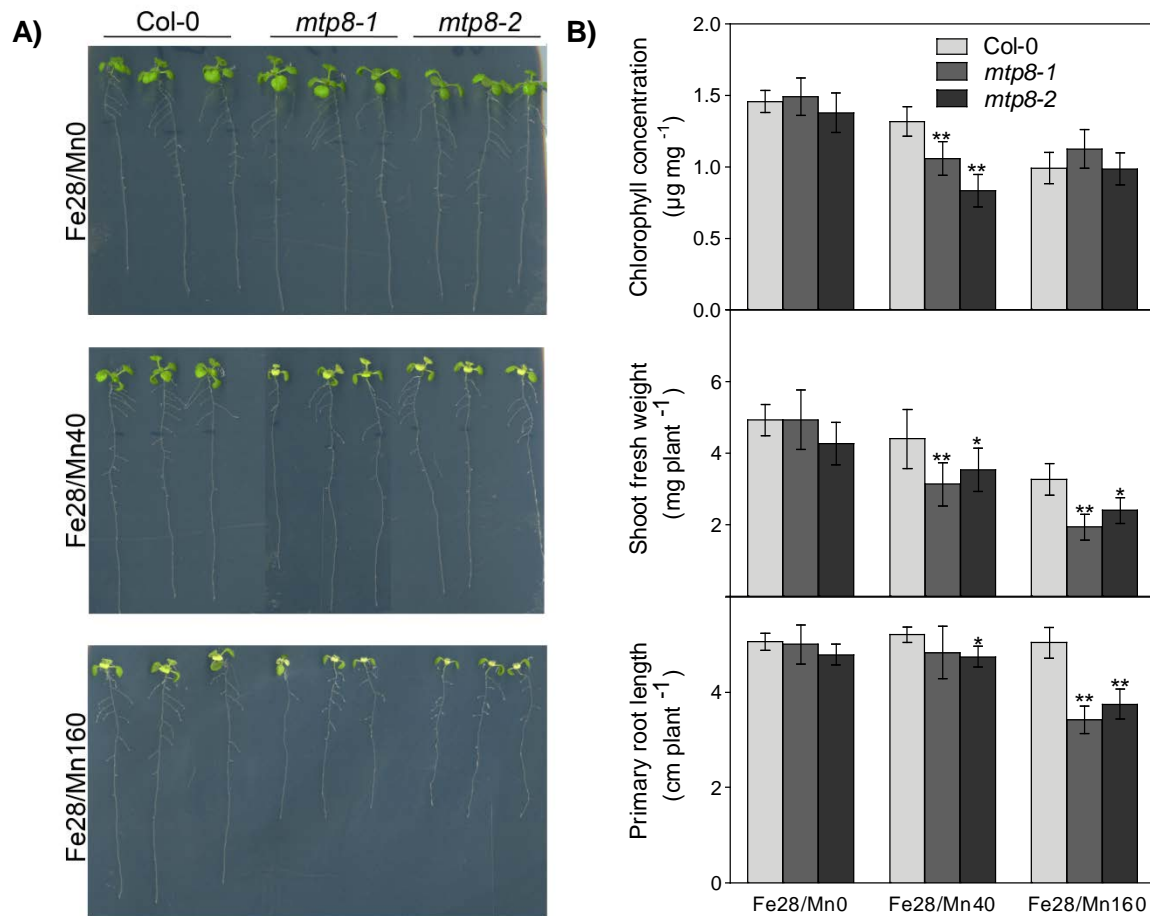 A)
Col-0
mtp8-1
mtp8-2
Fe28/Mn0
Fe28/Mn40
Fe28/Mn160
B)
Col-0
mtp8-1
mtp8-2
Chlorophyll concentration
(µg mg -1)
2.0
1.5
1.0
0.5
0.0
**
**
Shoot fresh weight
(mg plant -1)
6
4
2
**
*
**
*
Primary root length
(cm plant -1)
4
2
0
*
**
**
Fe28/Mn0
Fe28/Mn40
Fe28/Mn160